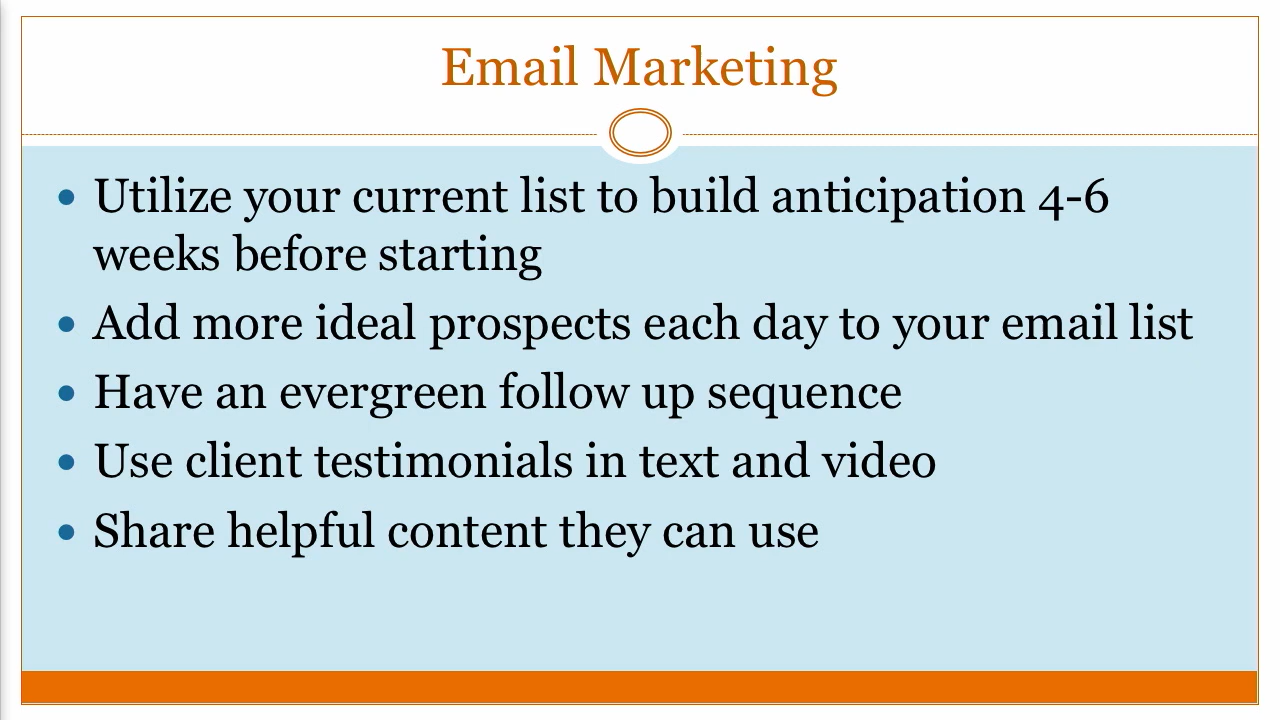 Email Marketing
• Utilize your current list to build anticipation 4-6
weeks before starting
• Add more ideal prospects each day to your email list
• Have an evergreen follow up sequence
• Use client testimonials in text and video
• Share helpful content they can use